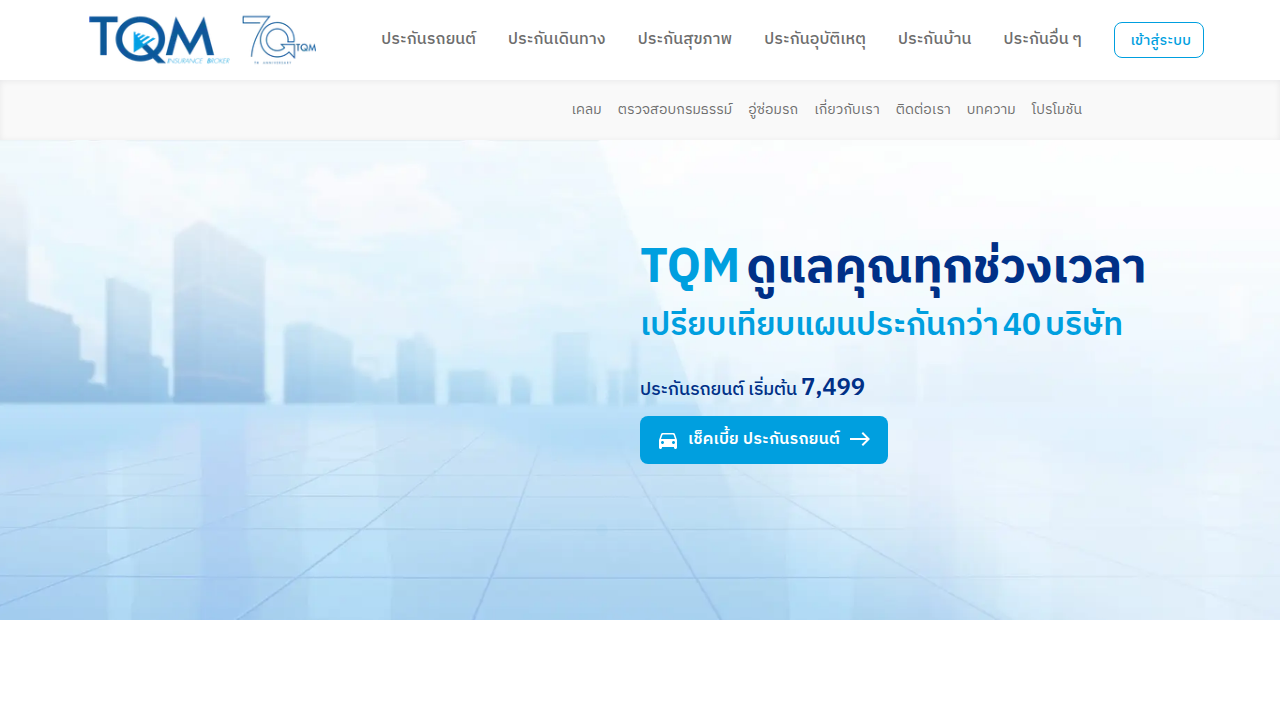 TQM
INSURANCE BROKER
70 TQM
TH ANNIVERSARY
ประกันรถยนต์ ประกันเดินทาง ประกันสุขภาพ ประกันอุบัติเหตุ ประกันบ้าน ประกันอื่น ๆ เข้าสู่ระบบ
เคลม ตรวจสอบกรมธรรม์ อู่ซ่อมรถ เกี่ยวกับเรา ติดต่อเรา บทความ โปรโมชัน
TQM ดูแลคุณทุกช่วงเวลา
เปรียบเทียบแผนประกันกว่า 40 บริษัท
ประกันรถยนต์ เริ่มต้น 7,499
เช็คเบี้ย ประกันรถยนต์